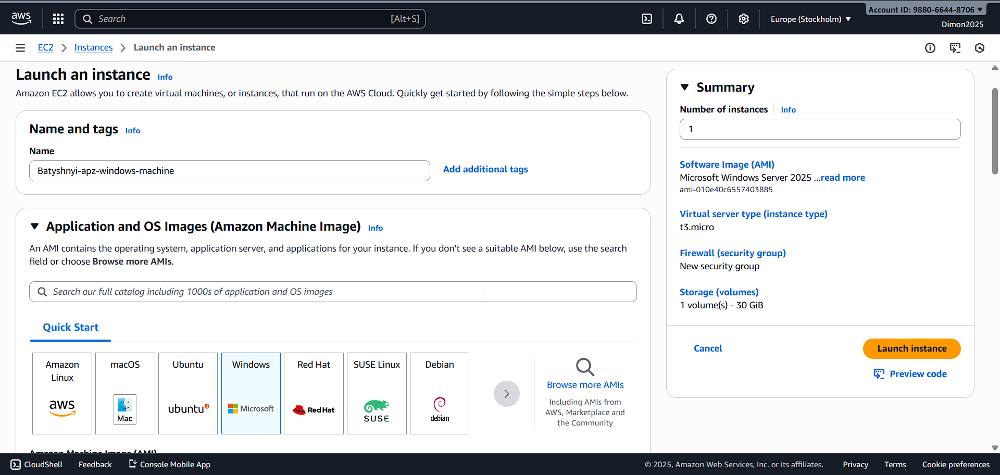 aws
Search
[Alt+S]
Europe (Stockholm)
Account ID: 9880-6644-8706
Dimon2025
EC2
Instances
Launch an instance
Launch an instance
Info
Amazon EC2 allows you to create virtual machines, or instances, that run on the AWS Cloud. Quickly get started by following the simple steps below.
Name and tags
Info
Name
Batyshnyi-apz-windows-machine
Add additional tags
Application and OS Images (Amazon Machine Image)
Info
An AMI contains the operating system, application server, and applications for your instance. If you don't see a suitable AMI below, use the search
field or choose Browse more AMIs.
Search our full catalog including 1000s of application and OS images
Quick Start
Amazon
Linux
aws
macOS
Mac
Ubuntu
ubuntu
Windows
Microsoft
Red Hat
Red Hat
SUSE Linux
SUSE
Debian
debian
Browse more AMIs
Including AMIs from
AWS, Marketplace and
the Community
Amazon Machine Image (AMI)
Summary
Number of instances
Info
1
Software Image (AMI)
Microsoft Windows Server 2025 ...read more
ami-010e40c6557403885
Virtual server type (instance type)
t3.micro
Firewall (security group)
New security group
Storage (volumes)
1 volume(s) - 30 GiB
Cancel
Launch instance
Preview code
CloudShell
Feedback
Console Mobile App
© 2025, Amazon Web Services, Inc. or its affiliates.
Privacy
Terms
Cookie preferences